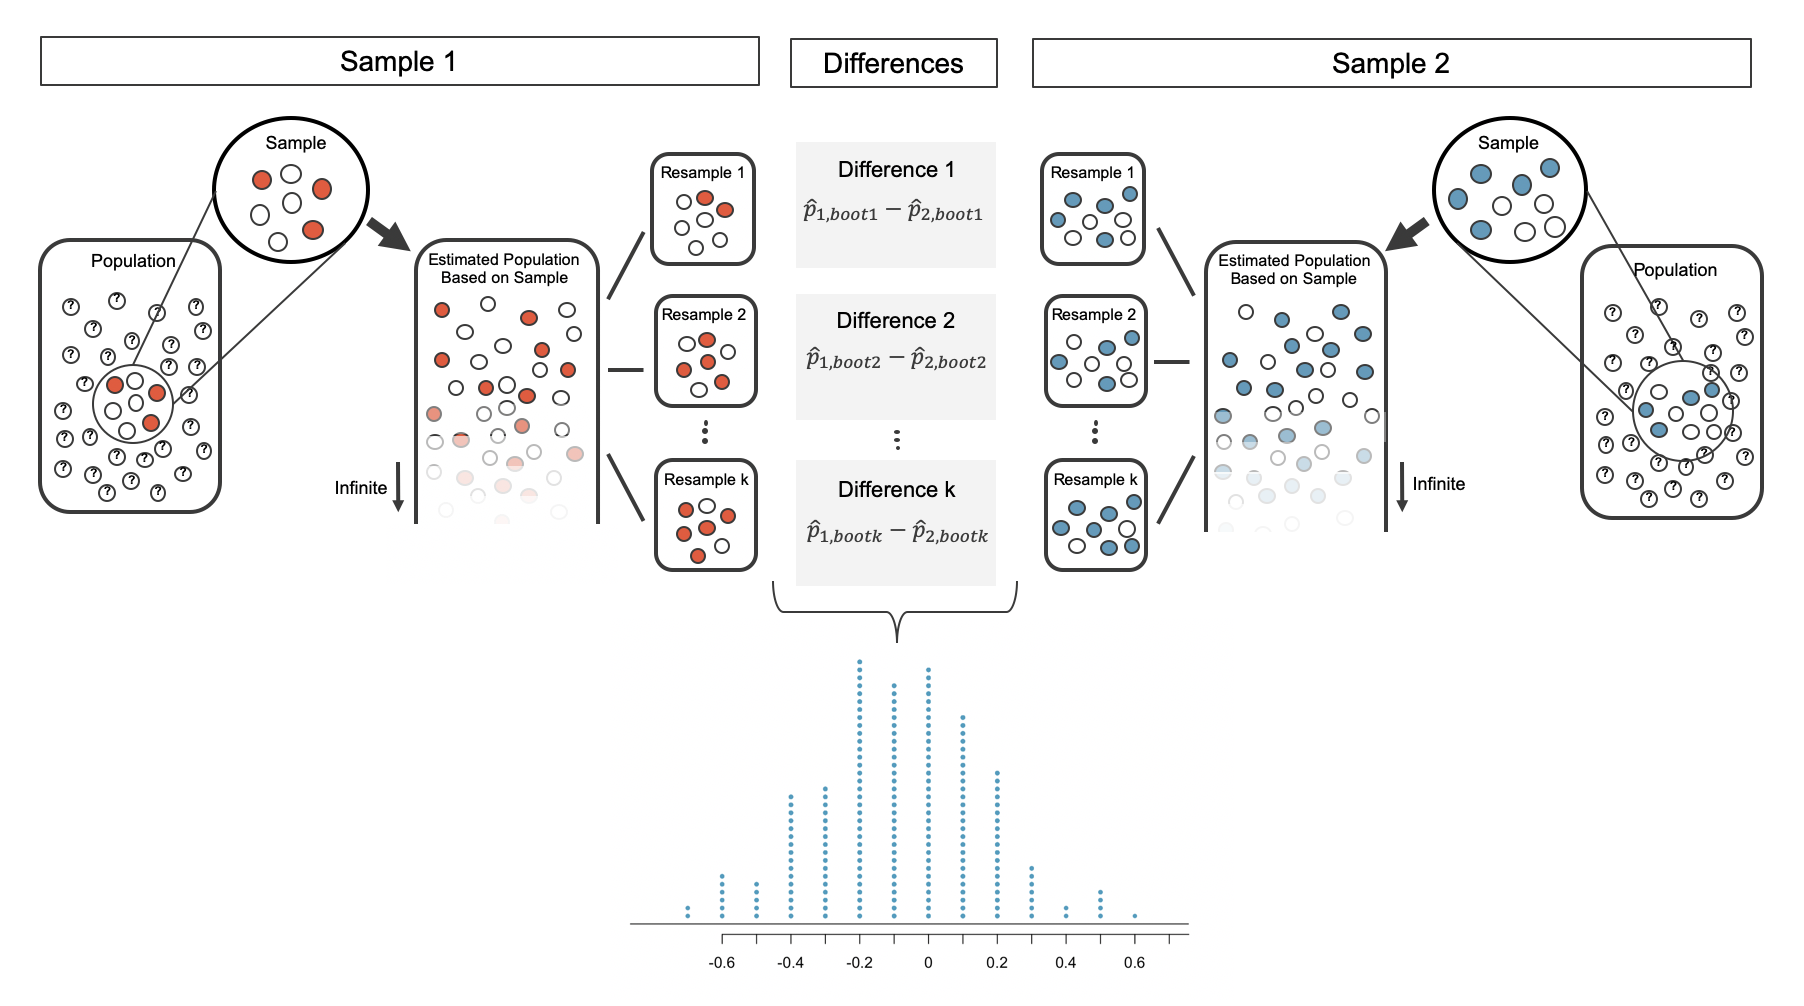 Sample 1
Differences
Sample 2
Sample
Population
? ? ? ? ? ? ? ? ? ? ? ? ? ? ? ? ? ? ? ? ? ? ? ? ? ? ?
Estimated Population
Based on Sample
Infinite
Resample 1
Resample 2
Resample k
Difference 1
p̂1,boot1 − p̂2,boot1
Difference 2
p̂1,boot2 − p̂2,boot2
Difference k
p̂1,bootk − p̂2,bootk
Resample 1
Resample 2
Resample k
Estimated Population
Based on Sample
Infinite
Sample
Population
? ? ? ? ? ? ? ? ? ? ? ? ? ? ? ? ? ? ? ? ? ? ? ? ? ? ?
-0.6 -0.4 -0.2 0 0.2 0.4 0.6